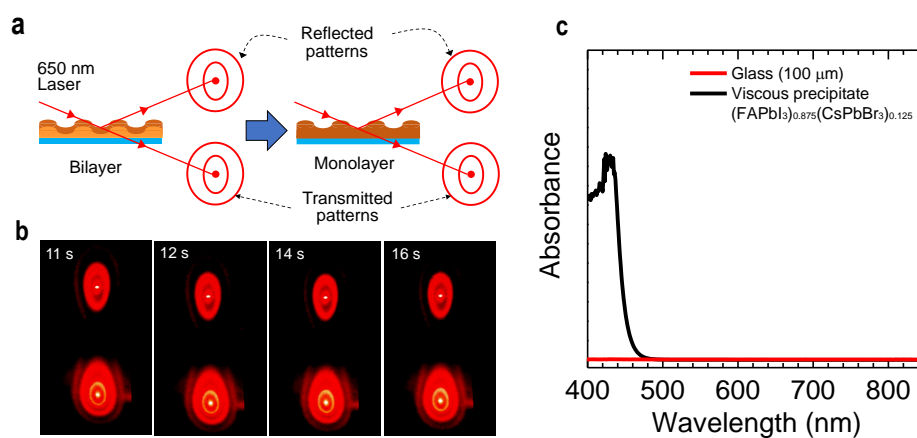 a
650 nm
Laser
Reflected
patterns
Bilayer
Monolayer
Transmitted
patterns
b
11 s
12 s
14 s
16 s
c
Glass (100 μm)
Viscous precipitate
(FAPbI₃)₀.₈₇₅(CsPbBr₃)₀.₁₂₅
Absorbance
400 500 600 700 800
Wavelength (nm)